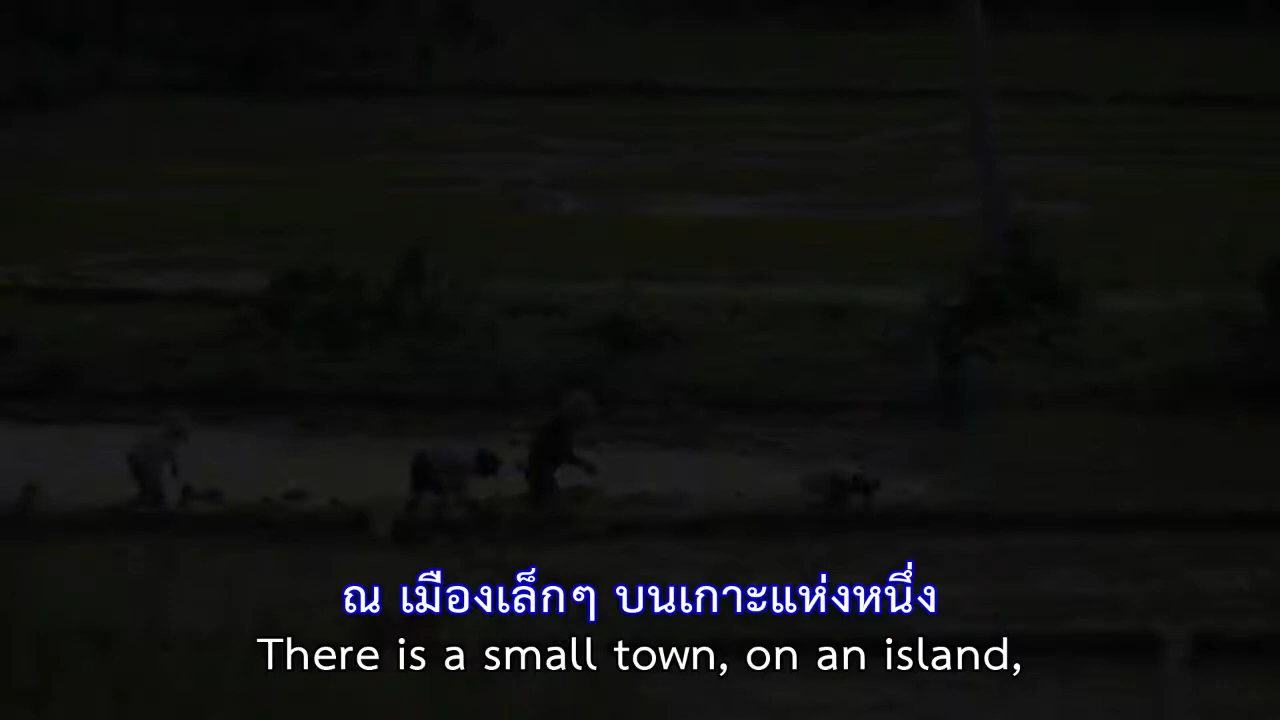 ณ เมืองเล็กๆ บนเกาะแห่งหนึ่ง
There is a small town, on an island,